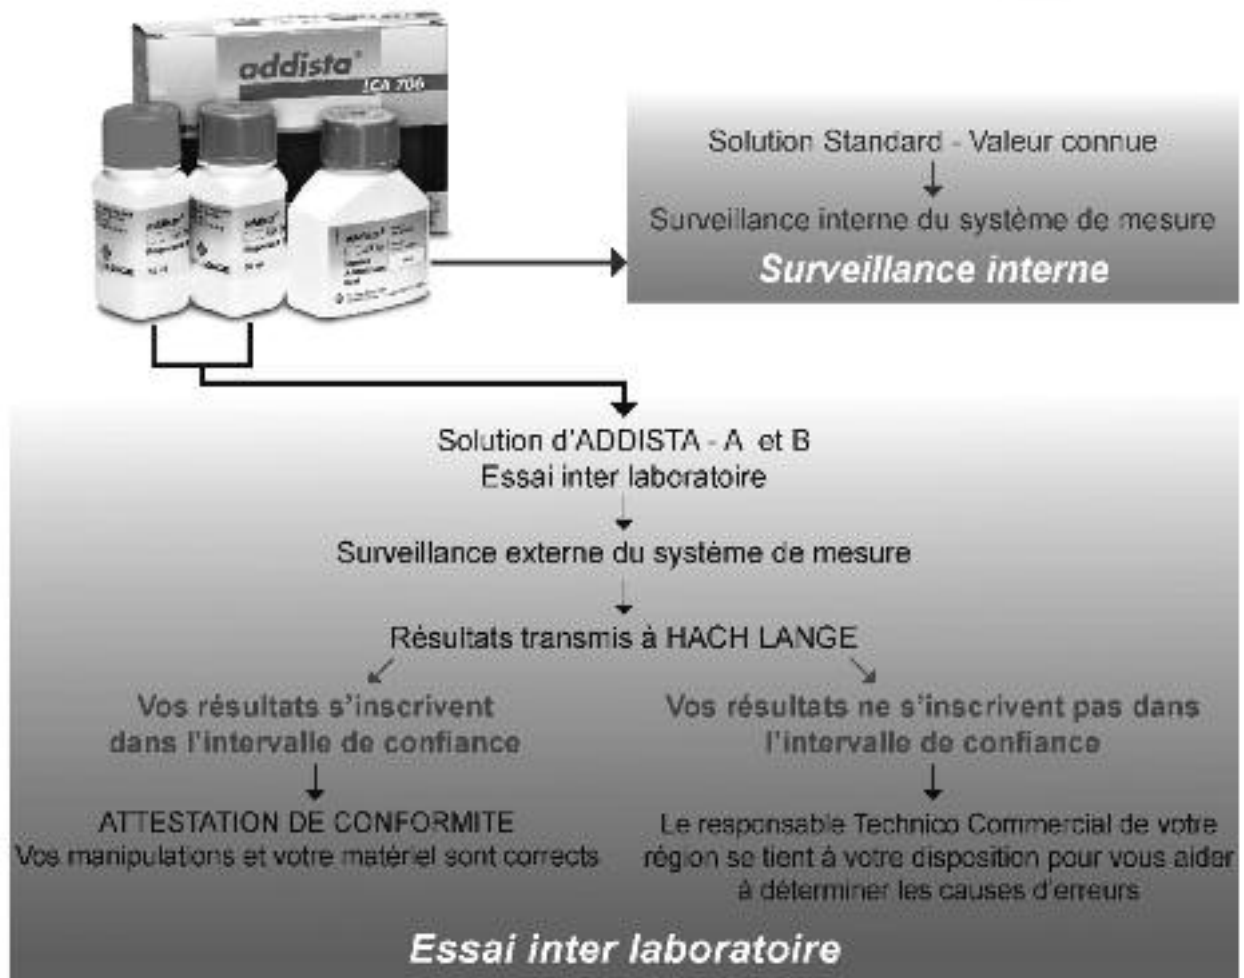 addista®
LCA 706
Solution Standard - Valeur connue
Surveillance interne du système de mesure
Surveillance interne
Solution d'ADDISTA - A et B
Essai inter laboratoire
Surveillance externe du système de mesure
Résultats transmis à HACH LANGE
Vos résultats s'inscrivent
dans l'intervalle de confiance
Vos résultats ne s'inscrivent pas dans
l'intervalle de confiance
ATTESTATION DE CONFORMITE
Vos manipulations et votre matériel sont corrects
Le responsable Technico Commercial de votre
région se tient à votre disposition pour vous aider
à déterminer les causes d'erreurs
Essai inter laboratoire